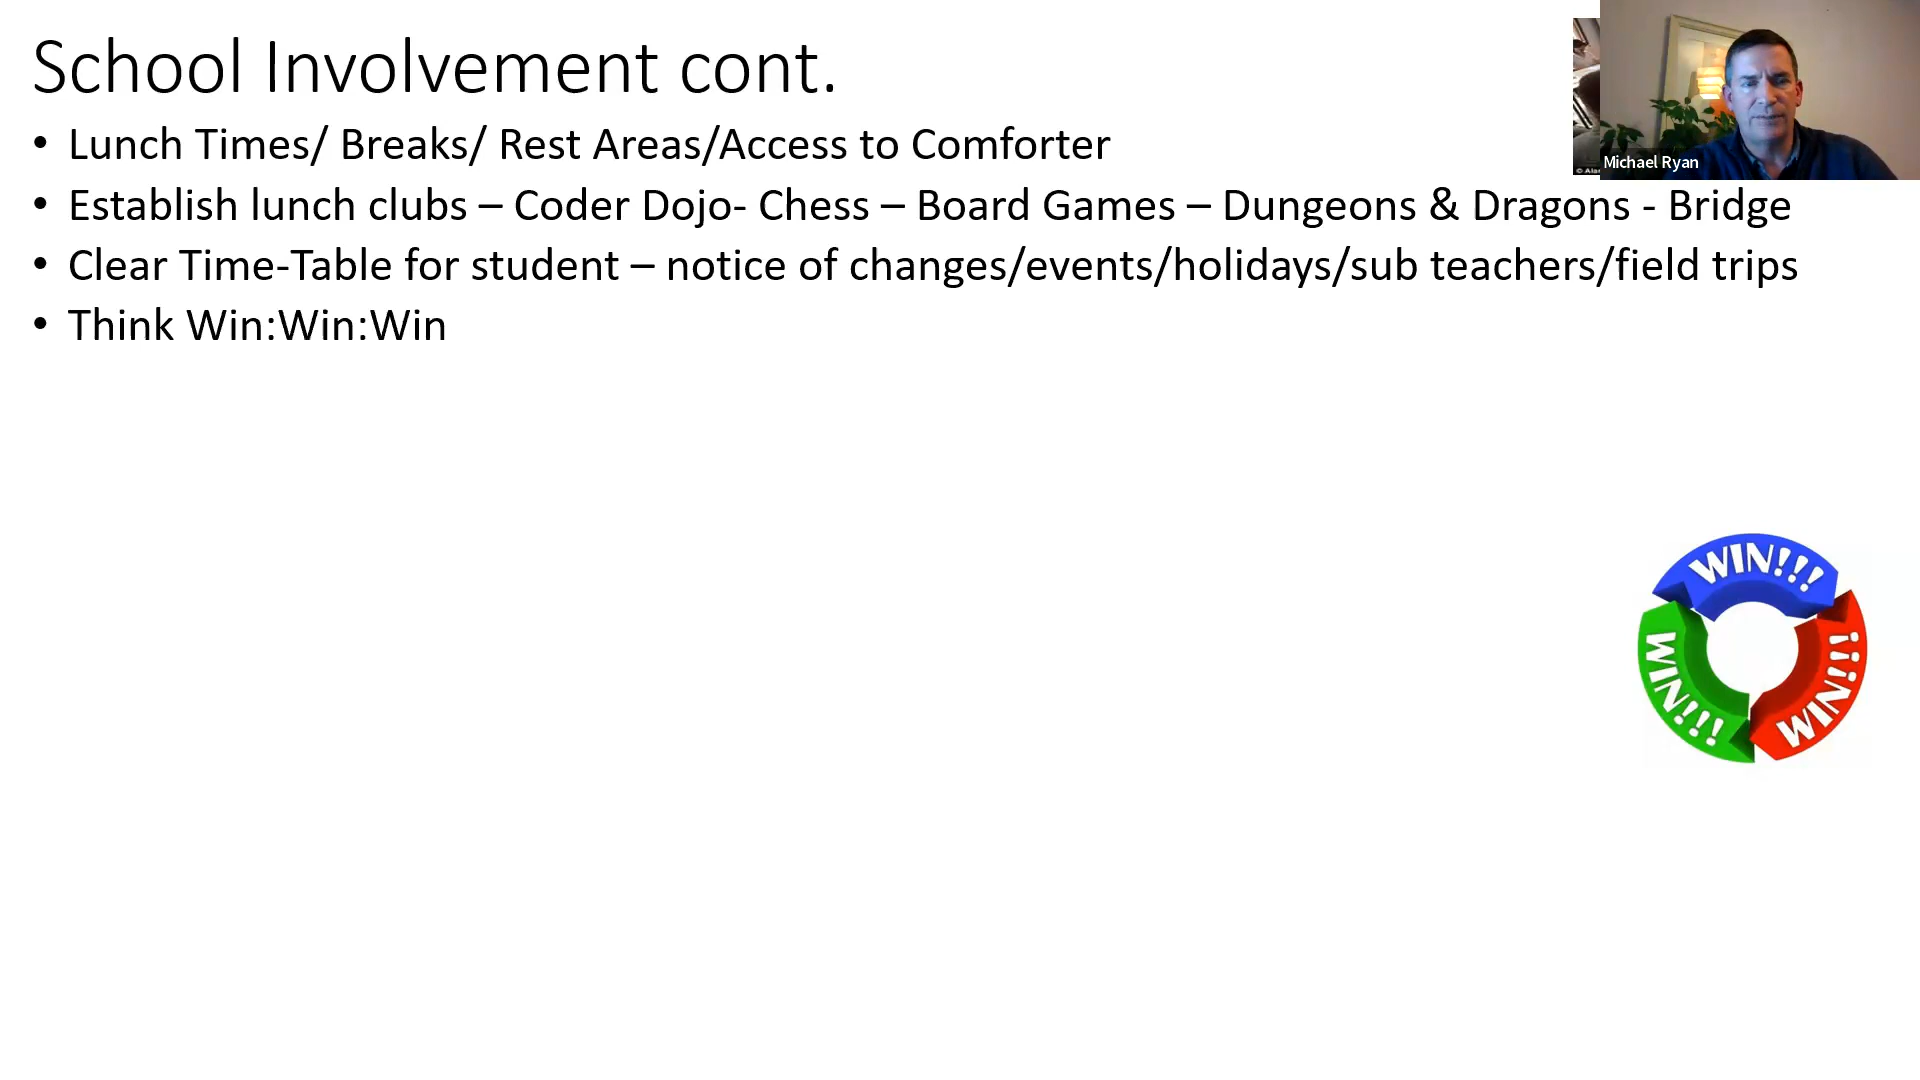 School Involvement cont.
• Lunch Times/ Breaks/ Rest Areas/Access to Comforter
• Establish lunch clubs – Coder Dojo- Chess – Board Games – Dungeons & Dragons - Bridge
• Clear Time-Table for student – notice of changes/events/holidays/sub teachers/field trips
• Think Win:Win:Win
Michael Ryan
WIN!!!
WIN!!!
WIN!!!